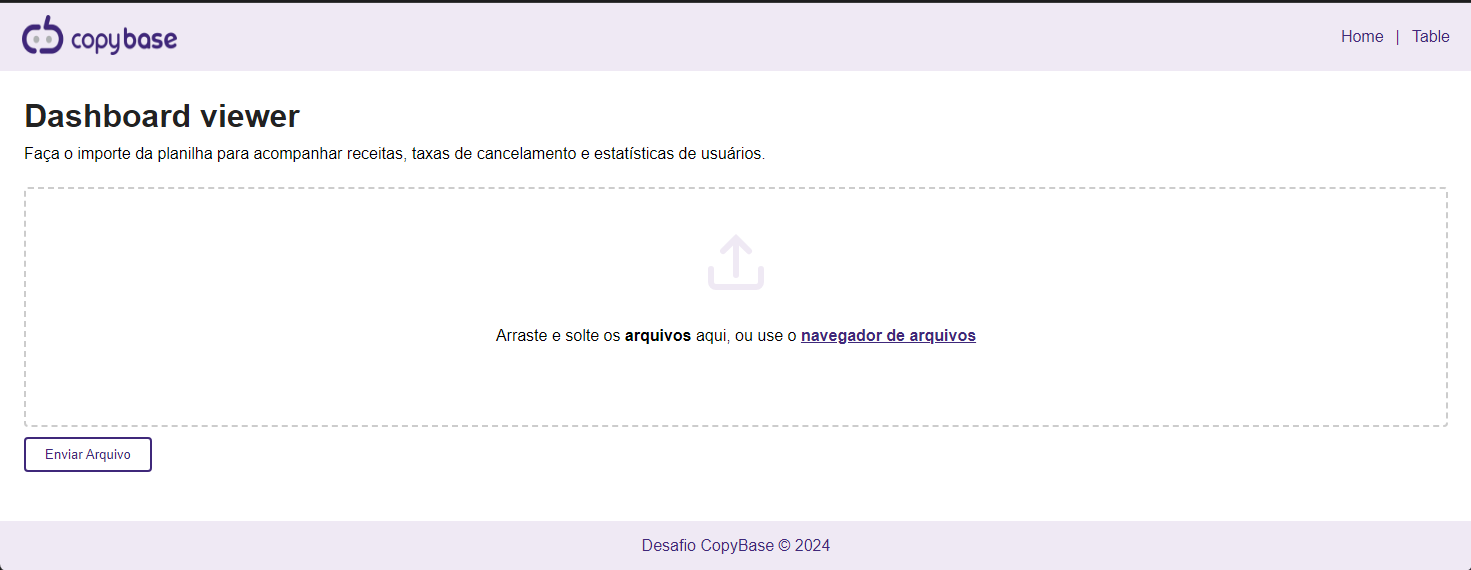 copybase
Home | Table
Dashboard viewer
Faça o importe da planilha para acompanhar receitas, taxas de cancelamento e estatísticas de usuários.
Arraste e solte os arquivos aqui, ou use o navegador de arquivos
Enviar Arquivo
Desafio CopyBase © 2024